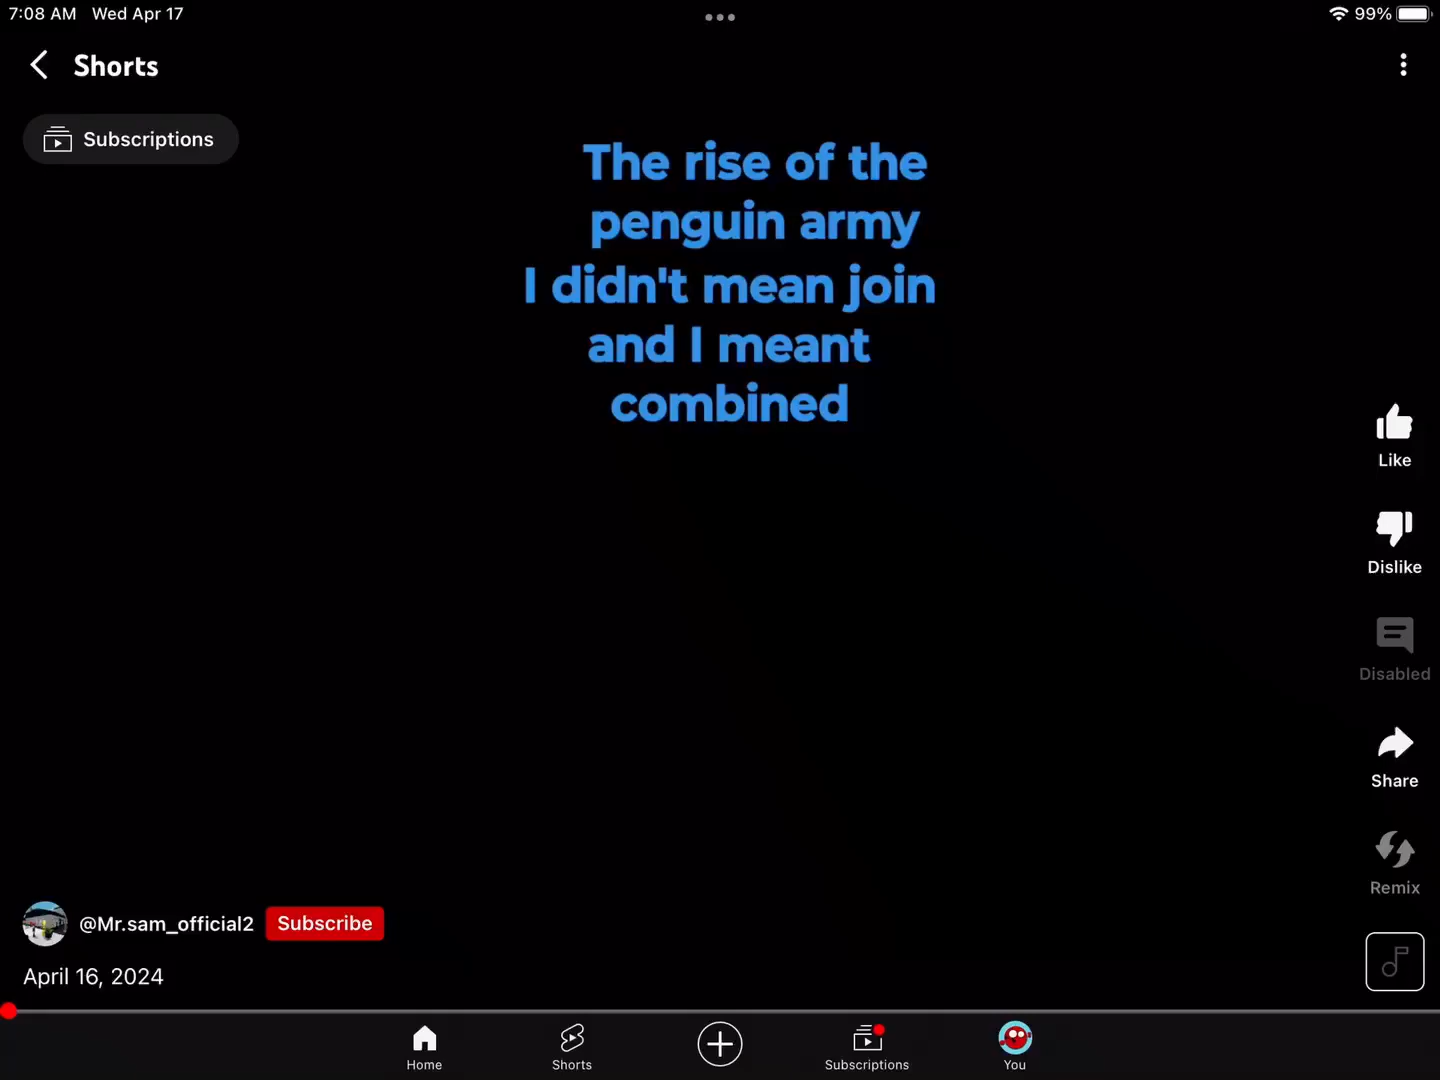 7:08 AM Wed Apr 17
99%
Shorts
Subscriptions
The rise of the
penguin army
I didn't mean join
and I meant
combined
Like
Dislike
Disabled
Share
Remix
@Mr.sam_official2 Subscribe
April 16, 2024
Home Shorts Subscriptions You